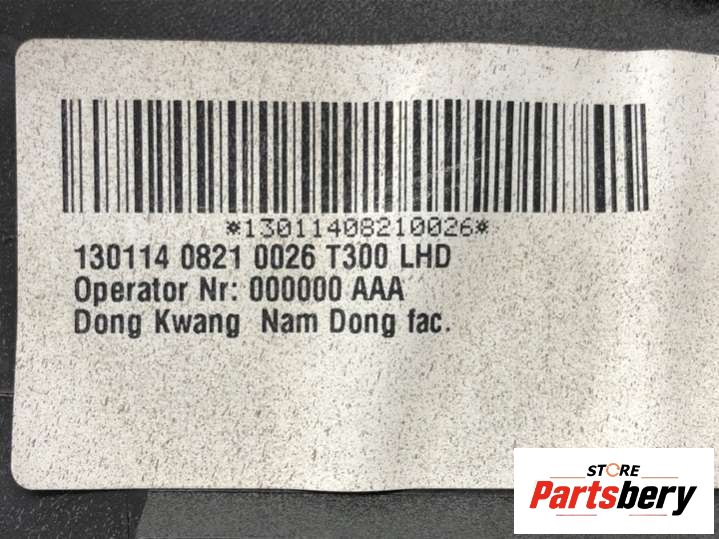 *13011408210026*
130114 0821 0026 T300 LHD
Operator Nr: 000000 AAA
Dong Kwang  Nam Dong fac.
STORE
Partsbery